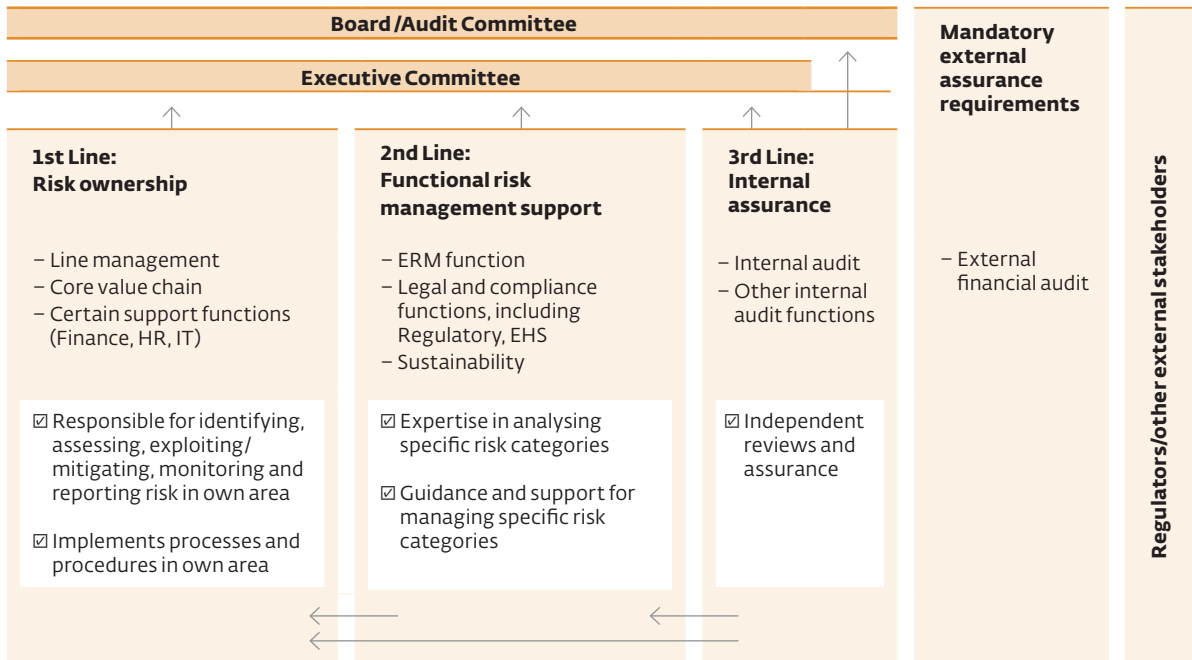 Board /Audit Committee
Executive Committee
1st Line:
Risk ownership
– Line management
– Core value chain
– Certain support functions
(Finance, HR, IT)
☑ Responsible for identifying,
assessing, exploiting/
mitigating, monitoring and
reporting risk in own area
☑ Implements processes and
procedures in own area
2nd Line:
Functional risk
management support
– ERM function
– Legal and compliance
functions, including
Regulatory, EHS
– Sustainability
☑ Expertise in analysing
specific risk categories
☑ Guidance and support for
managing specific risk
categories
3rd Line:
Internal
assurance
– Internal audit
– Other internal
audit functions
☑ Independent
reviews and
assurance
Mandatory
external
assurance
requirements
– External
financial audit
Regulators/other external stakeholders